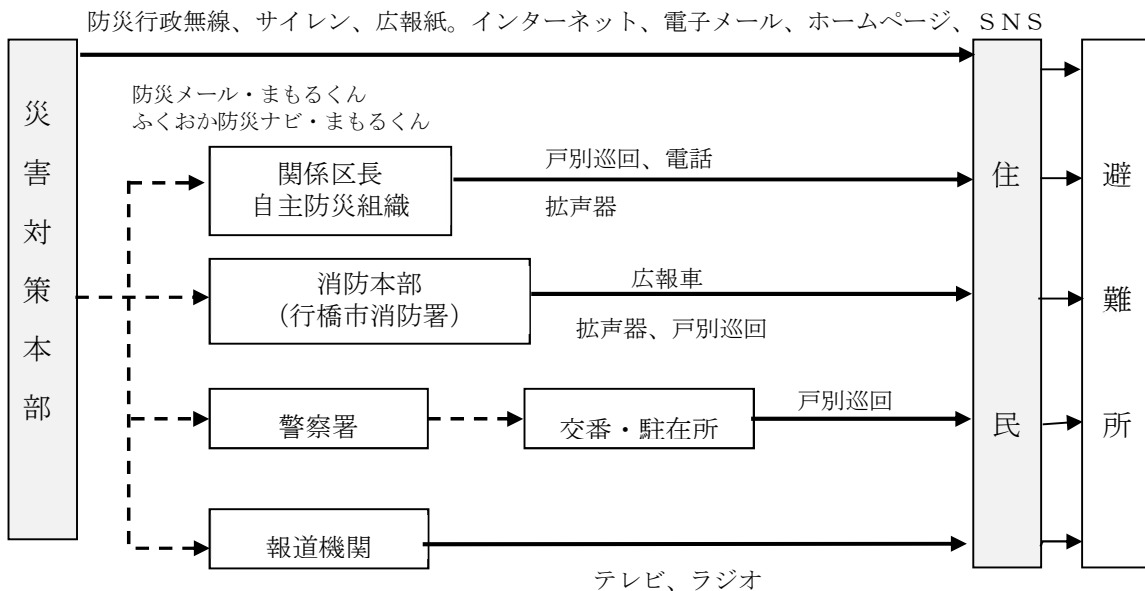 防災行政無線、サイレン、広報紙。インターネット、電子メール、ホームページ、ＳＮＳ
災害対策本部
防災メール・まもるくん
ふくおか防災ナビ・まもるくん
関係区長
自主防災組織
戸別巡回、電話
拡声器
消防本部
（行橋市消防署）
広報車
拡声器、戸別巡回
警察署
交番・駐在所
戸別巡回
報道機関
テレビ、ラジオ
住民
避難所